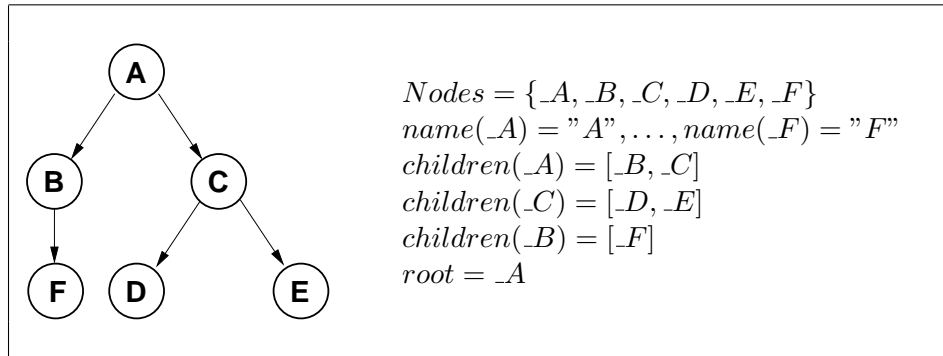 A
B
C
F
D
E
Nodes = {_A, _B, _C, _D, _E, _F}
name(_A) = ”A”, . . . , name(_F) = ”F”
children(_A) = [_B, _C]
children(_C) = [_D, _E]
children(_B) = [_F]
root = _A